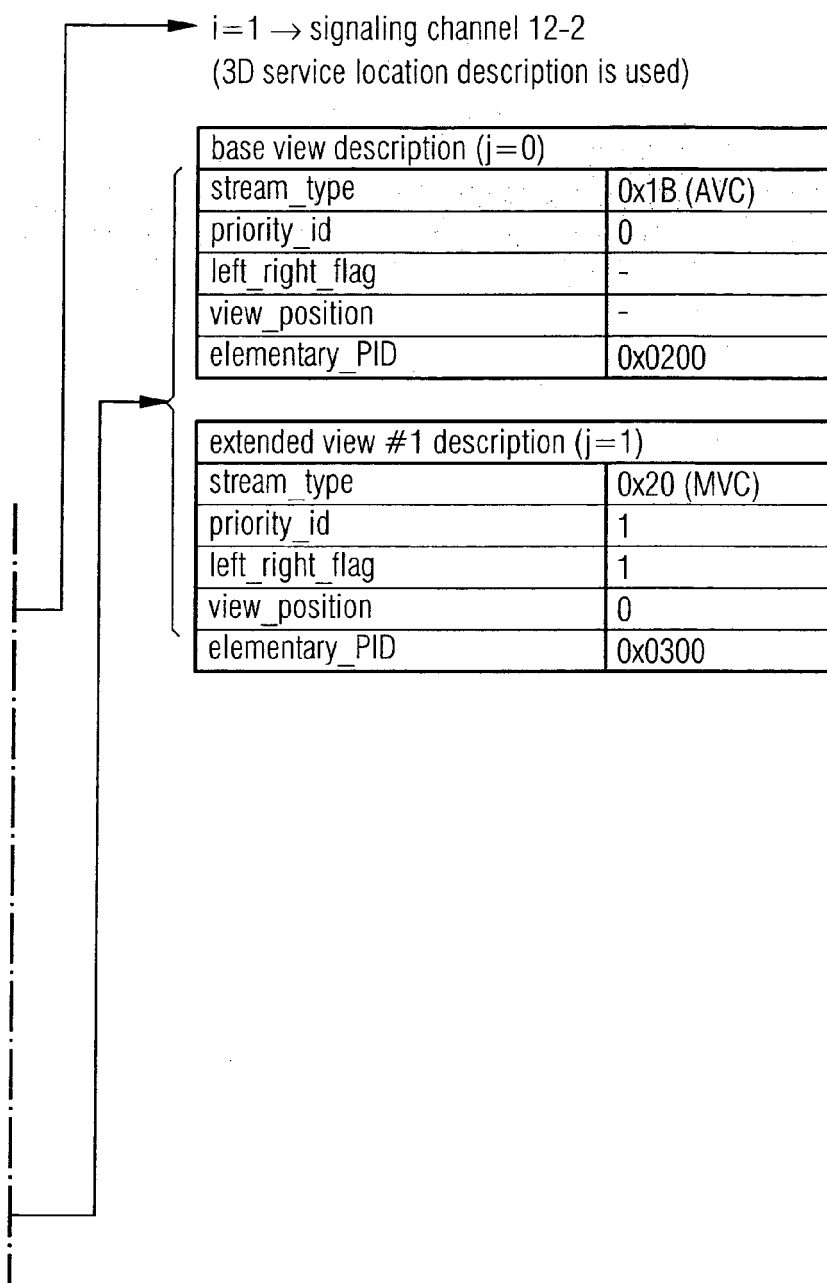 i=1 → signaling channel 12-2
(3D service location description is used)
base view description (j=0)
stream_type 0x1B (AVC)
priority_id 0
left_right_flag -
view_position -
elementary_PID 0x0200
extended view #1 description (j=1)
stream_type 0x20 (MVC)
priority_id 1
left_right_flag 1
view_position 0
elementary_PID 0x0300